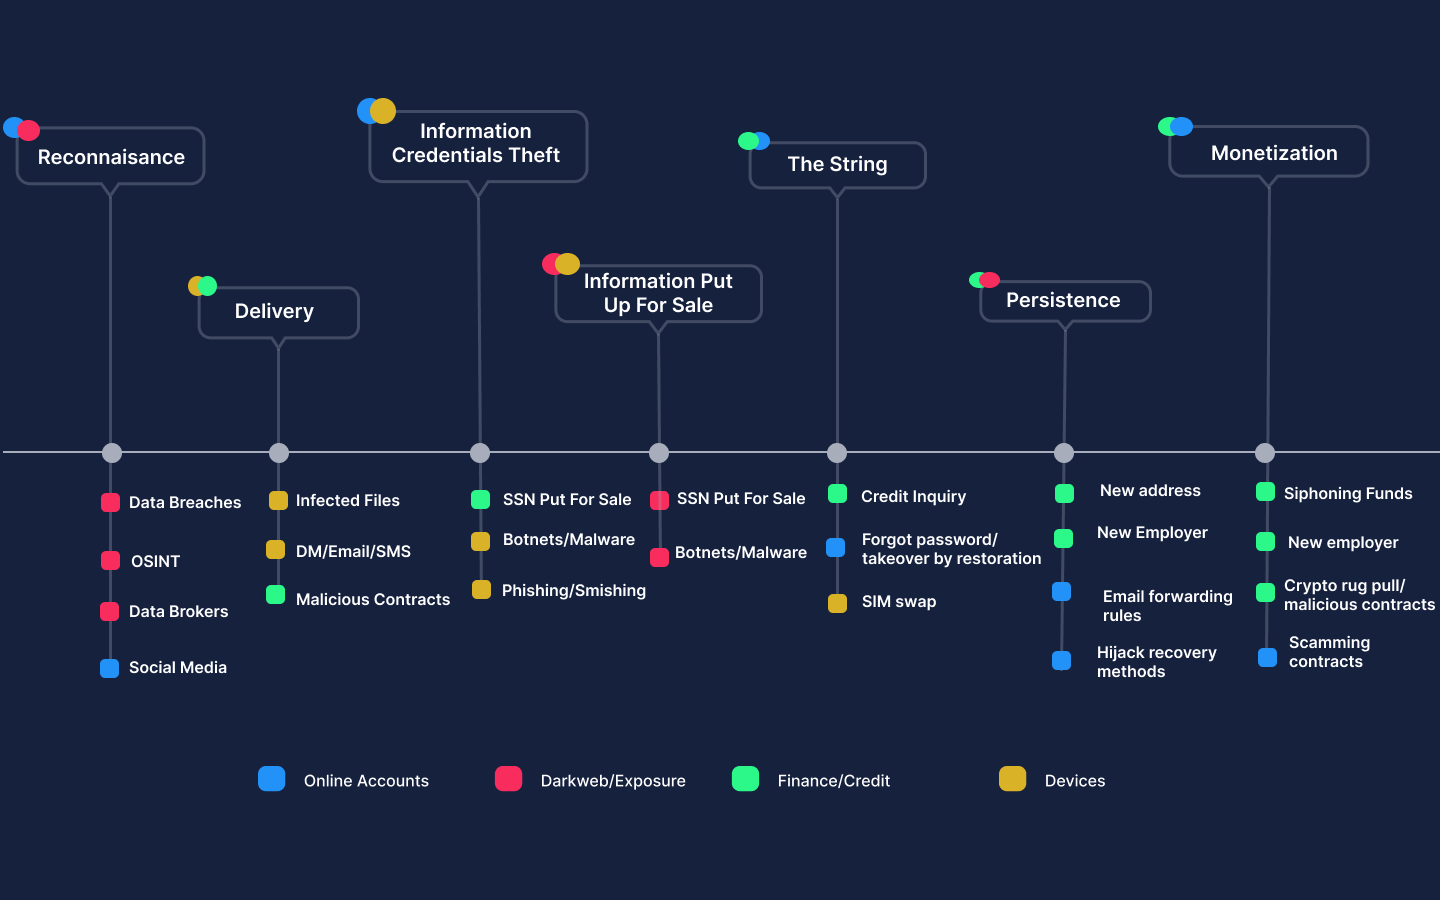 Reconnaisance
Information
Credentials Theft
The String
Monetization
Delivery
Information Put
Up For Sale
Persistence
Data Breaches
OSINT
Data Brokers
Social Media
Infected Files
DM/Email/SMS
Malicious Contracts
SSN Put For Sale
Botnets/Malware
Phishing/Smishing
SSN Put For Sale
Botnets/Malware
Credit Inquiry
Forgot password/
takeover by restoration
SIM swap
New address
New Employer
Email forwarding
rules
Hijack recovery
methods
Siphoning Funds
New employer
Crypto rug pull/
malicious contracts
Scamming
contracts
Online Accounts
Darkweb/Exposure
Finance/Credit
Devices